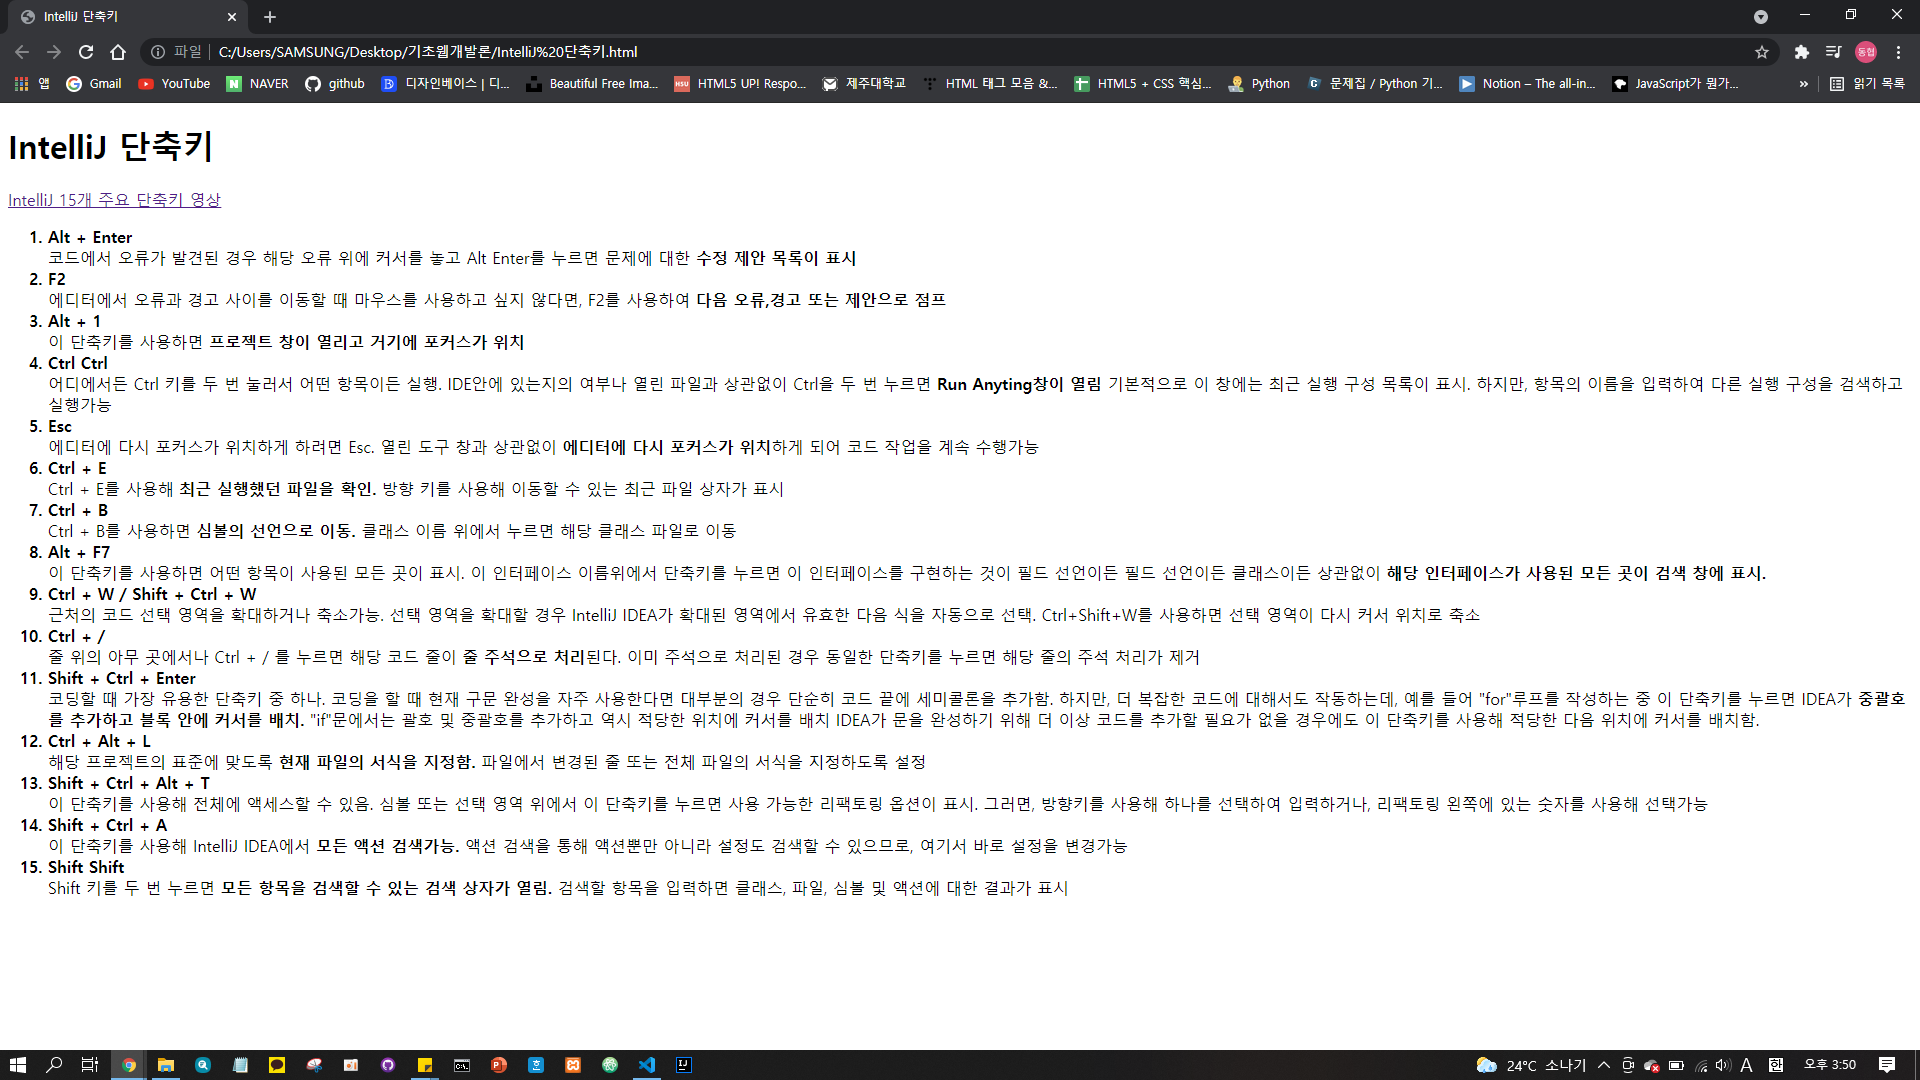 IntelliJ 단축키
파일 C:/Users/SAMSUNG/Desktop/기초웹개발론/IntelliJ%20단축키.html
동협
앱 Gmail YouTube NAVER github 디자인베이스 | 디... Beautiful Free Ima... HTML5 UP! Respo... 제주대학교 HTML 태그 모음 &... HTML5 + CSS 핵심... Python 문제집 / Python 기... Notion – The all-in... JavaScript가 뭔가... » 읽기 목록
IntelliJ 단축키
IntelliJ 15개 주요 단축키 영상
1. Alt + Enter
코드에서 오류가 발견된 경우 해당 오류 위에 커서를 놓고 Alt Enter를 누르면 문제에 대한 수정 제안 목록이 표시
2. F2
에디터에서 오류과 경고 사이를 이동할 때 마우스를 사용하고 싶지 않다면, F2를 사용하여 다음 오류,경고 또는 제안으로 점프
3. Alt + 1
이 단축키를 사용하면 프로젝트 창이 열리고 거기에 포커스가 위치
4. Ctrl Ctrl
어디에서든 Ctrl 키를 두 번 눌러서 어떤 항목이든 실행. IDE안에 있는지의 여부나 열린 파일과 상관없이 Ctrl을 두 번 누르면 Run Anyting창이 열림 기본적으로 이 창에는 최근 실행 구성 목록이 표시. 하지만, 항목의 이름을 입력하여 다른 실행 구성을 검색하고
실행가능
5. Esc
에디터에 다시 포커스가 위치하게 하려면 Esc. 열린 도구 창과 상관없이 에디터에 다시 포커스가 위치하게 되어 코드 작업을 계속 수행가능
6. Ctrl + E
Ctrl + E를 사용해 최근 실행했던 파일을 확인. 방향 키를 사용해 이동할 수 있는 최근 파일 상자가 표시
7. Ctrl + B
Ctrl + B를 사용하면 심볼의 선언으로 이동. 클래스 이름 위에서 누르면 해당 클래스 파일로 이동
8. Alt + F7
이 단축키를 사용하면 어떤 항목이 사용된 모든 곳이 표시. 이 인터페이스 이름위에서 단축키를 누르면 이 인터페이스를 구현하는 것이 필드 선언이든 필드 선언이든 클래스이든 상관없이 해당 인터페이스가 사용된 모든 곳이 검색 창에 표시.
9. Ctrl + W / Shift + Ctrl + W
근처의 코드 선택 영역을 확대하거나 축소가능. 선택 영역을 확대할 경우 IntelliJ IDEA가 확대된 영역에서 유효한 다음 식을 자동으로 선택. Ctrl+Shift+W를 사용하면 선택 영역이 다시 커서 위치로 축소
10. Ctrl + /
줄 위의 아무 곳에서나 Ctrl + / 를 누르면 해당 코드 줄이 줄 주석으로 처리된다. 이미 주석으로 처리된 경우 동일한 단축키를 누르면 해당 줄의 주석 처리가 제거
11. Shift + Ctrl + Enter
코딩할 때 가장 유용한 단축키 중 하나. 코딩을 할 때 현재 구문 완성을 자주 사용한다면 대부분의 경우 단순히 코드 끝에 세미콜론을 추가함. 하지만, 더 복잡한 코드에 대해서도 작동하는데, 예를 들어 "for"루프를 작성하는 중 이 단축키를 누르면 IDEA가 중괄호
를 추가하고 블록 안에 커서를 배치. "if"문에서는 괄호 및 중괄호를 추가하고 역시 적당한 위치에 커서를 배치 IDEA가 문을 완성하기 위해 더 이상 코드를 추가할 필요가 없을 경우에도 이 단축키를 사용해 적당한 다음 위치에 커서를 배치함.
12. Ctrl + Alt + L
해당 프로젝트의 표준에 맞도록 현재 파일의 서식을 지정함. 파일에서 변경된 줄 또는 전체 파일의 서식을 지정하도록 설정
13. Shift + Ctrl + Alt + T
이 단축키를 사용해 전체에 액세스할 수 있음. 심볼 또는 선택 영역 위에서 이 단축키를 누르면 사용 가능한 리팩토링 옵션이 표시. 그러면, 방향키를 사용해 하나를 선택하여 입력하거나, 리팩토링 왼쪽에 있는 숫자를 사용해 선택가능
14. Shift + Ctrl + A
이 단축키를 사용해 IntelliJ IDEA에서 모든 액션 검색가능. 액션 검색을 통해 액션뿐만 아니라 설정도 검색할 수 있으므로, 여기서 바로 설정을 변경가능
15. Shift Shift
Shift 키를 두 번 누르면 모든 항목을 검색할 수 있는 검색 상자가 열림. 검색할 항목을 입력하면 클래스, 파일, 심볼 및 액션에 대한 결과가 표시
24°C 소나기 A 한 오후 3:50